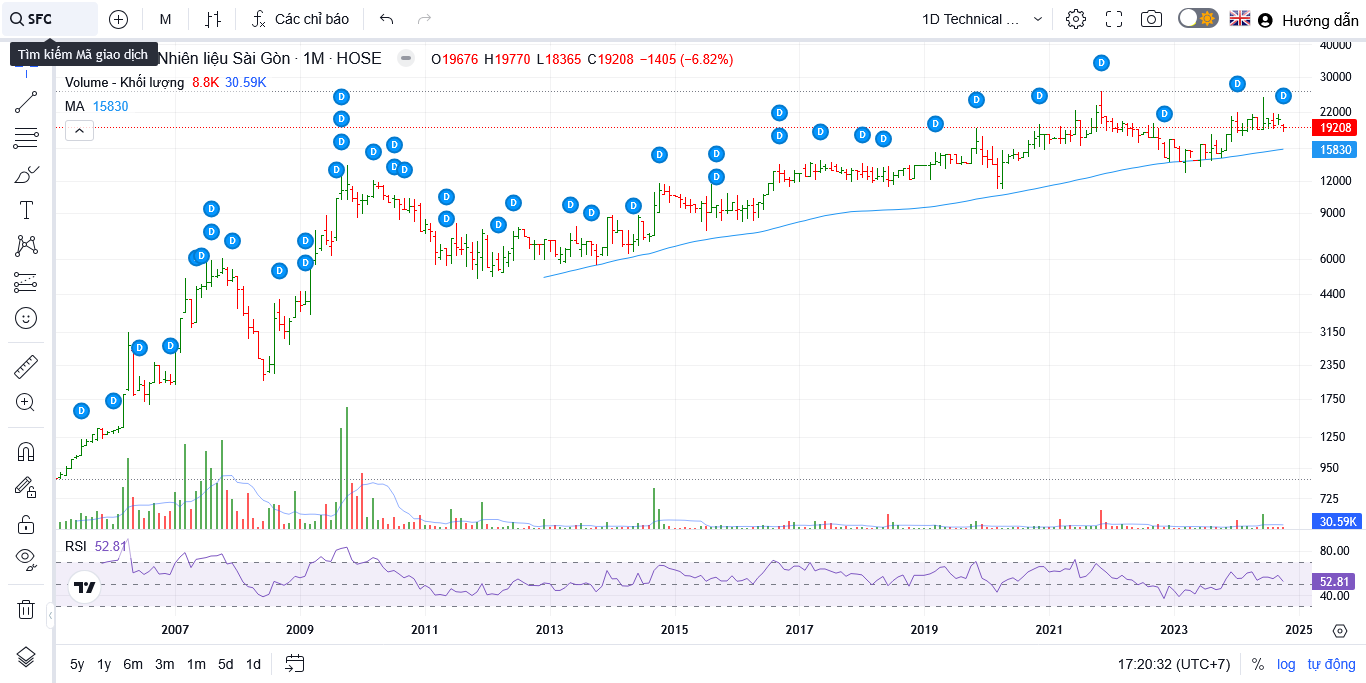 SFC M Các chỉ báo 1D Technical ... Hướng dẫn
Tìm kiếm Mã giao dịch
Nhiên liệu Sài Gòn · 1M · HOSE O19676 H19770 L18365 C19208 −1405 (−6.82%)
Volume - Khối lượng 8.8K 30.59K
MA 15830
40000
30000
22000
19208
15830
12000
9000
6000
4400
3150
2350
1750
1250
950
725
30.59K
RSI 52.81
80.00
52.81
40.00
D D D D D D D D D D D D D D D D D D D D D D D D D D D D D D D D D D D D D D D D D D D
2007 2009 2011 2013 2015 2017 2019 2021 2023 2025
5y 1y 6m 3m 1m 5d 1d 17:20:32 (UTC+7) % log tự động